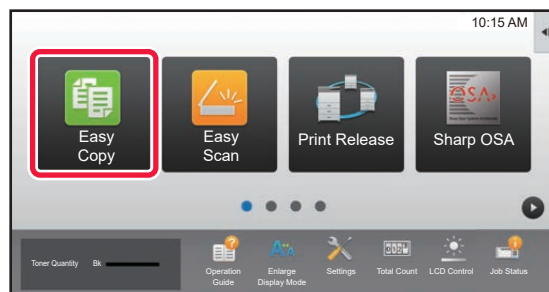 10:15 AM
Easy
Copy
Easy
Scan
Print Release
Sharp OSA
Toner Quantity Bk
Operation
Guide
Enlarge
Display Mode
Settings
Total Count
LCD Control
Job Status